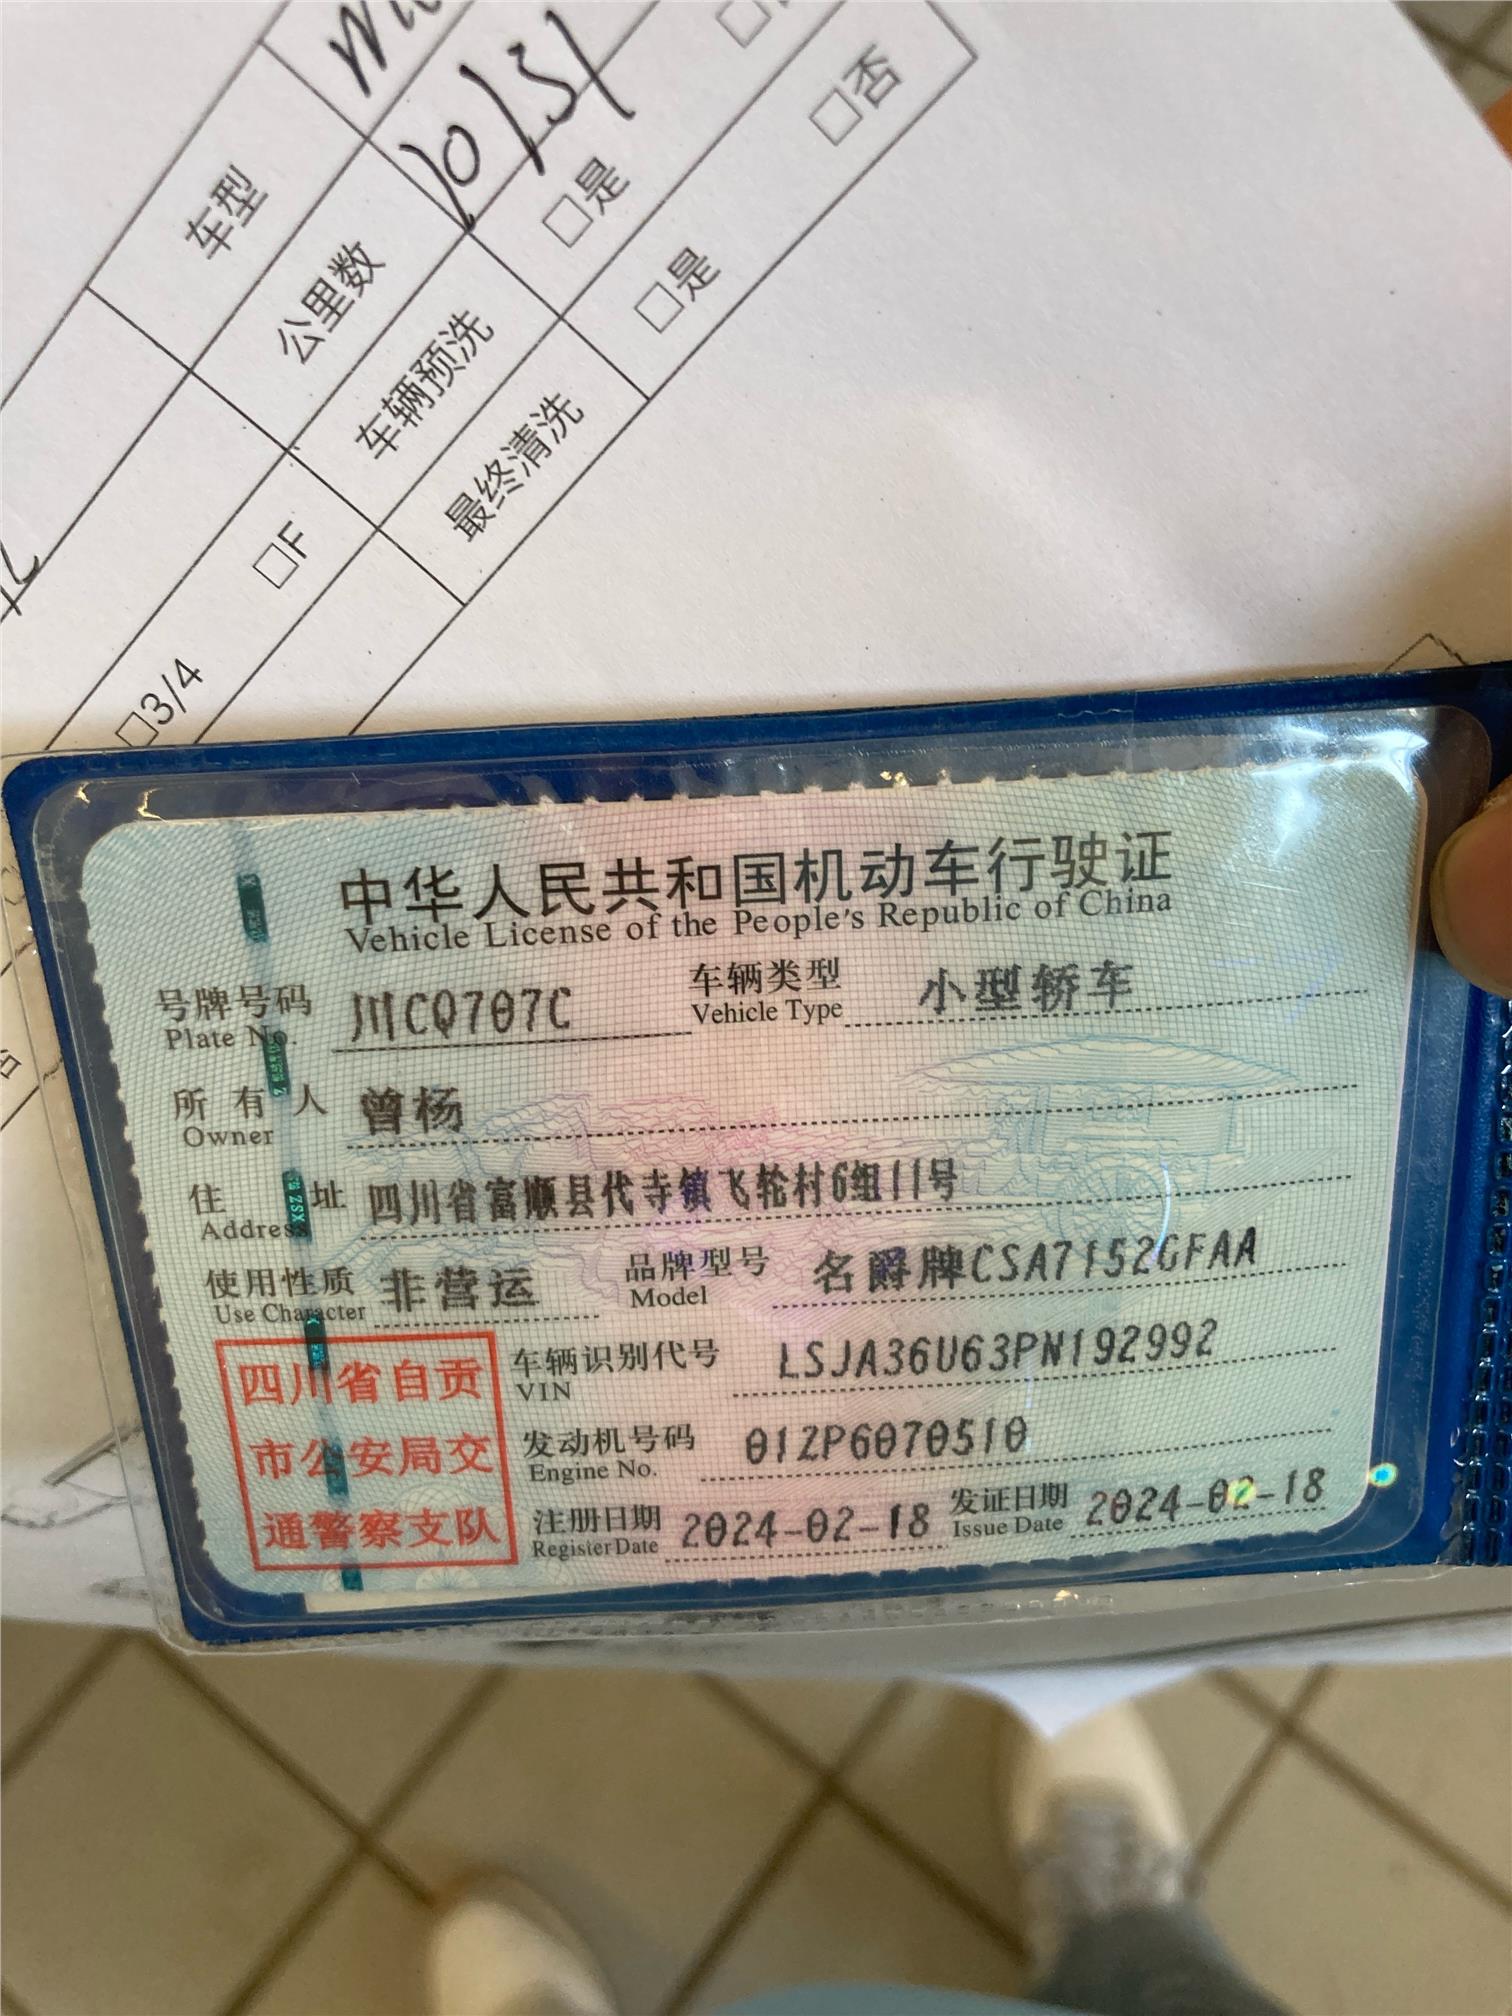 车型
公里数 10151
车辆预洗 □是 □否
最终清洗 □是
□3/4 □F
中华人民共和国机动车行驶证
Vehicle License of the People's Republic of China
号牌号码 川CQ707C 车辆类型 小型轿车
Plate No. Vehicle Type
所有人 曾杨
Owner
住址 四川省富顺县代寺镇飞轮村6组11号
Address
使用性质 非营运 品牌型号 名爵牌CSA7152GFAA
Use Character Model
四川省自贡
市公安局交
通警察支队
车辆识别代号 LSJA36U63PN192992
VIN
发动机号码 01ZP6070510
Engine No.
注册日期 2024-02-18 发证日期 2024-02-18
Register Date Issue Date